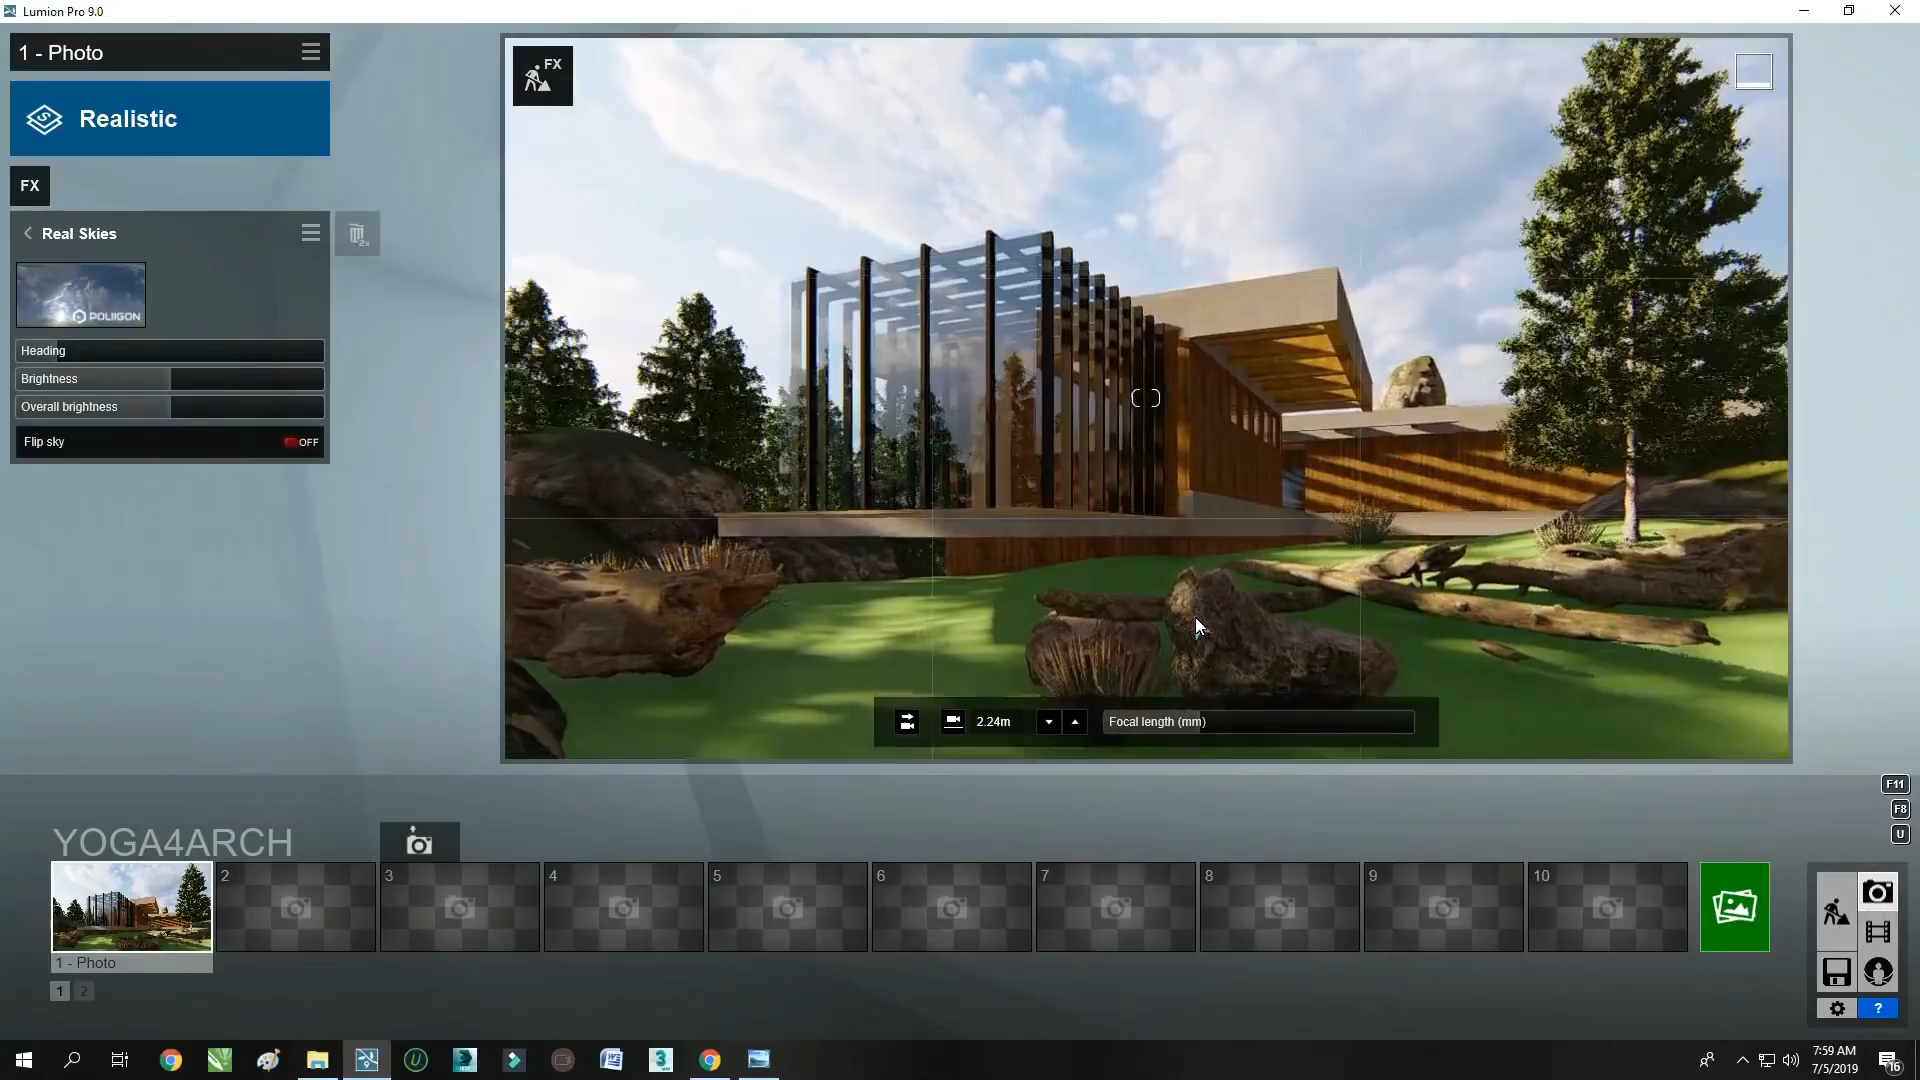 Lumion Pro 9.0
1 - Photo
Realistic
FX
Real Skies
2x
POLIIGON
Heading
Brightness
Overall brightness
Flip sky
OFF
FX
2.24m
Focal length (mm)
F11
F8
U
YOGA4ARCH
2
3
4
5
6
7
8
9
10
1 - Photo
1
2
?
7:59 AM
7/5/2019
16